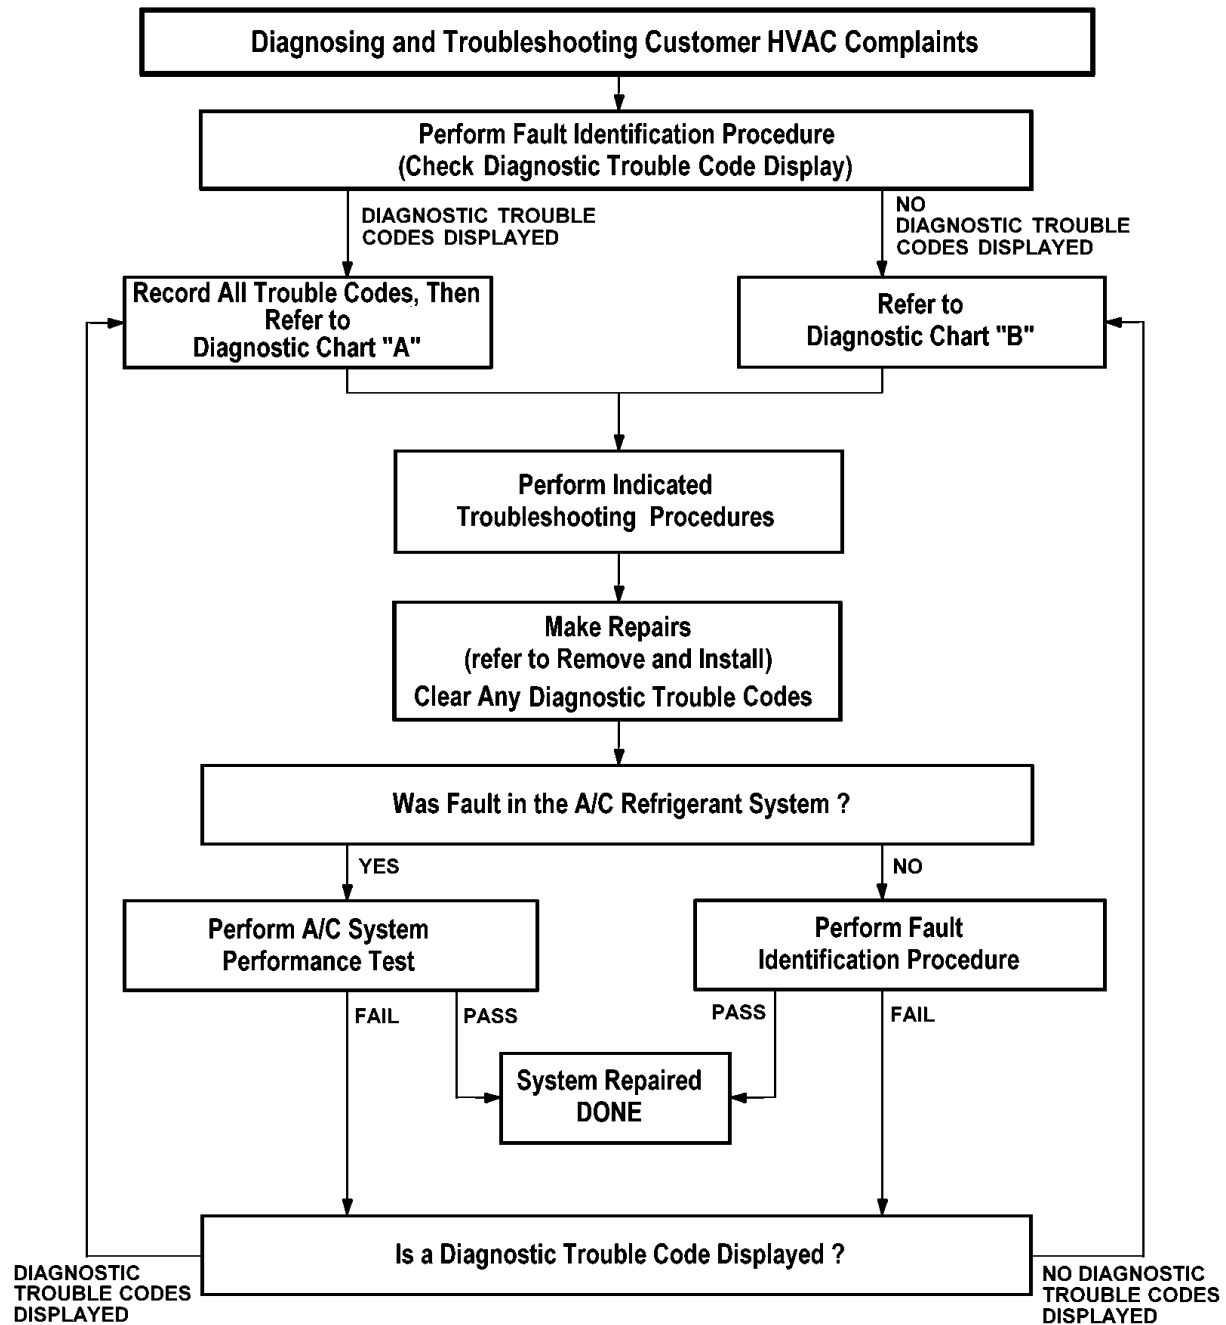 Diagnosing and Troubleshooting Customer HVAC Complaints
Perform Fault Identification Procedure
(Check Diagnostic Trouble Code Display)
DIAGNOSTIC TROUBLE
CODES DISPLAYED
NO
DIAGNOSTIC TROUBLE
CODES DISPLAYED
Record All Trouble Codes, Then
Refer to
Diagnostic Chart "A"
Refer to
Diagnostic Chart "B"
Perform Indicated
Troubleshooting Procedures
Make Repairs
(refer to Remove and Install)
Clear Any Diagnostic Trouble Codes
Was Fault in the A/C Refrigerant System ?
YES
NO
Perform A/C System
Performance Test
Perform Fault
Identification Procedure
FAIL
PASS
PASS
FAIL
System Repaired
DONE
Is a Diagnostic Trouble Code Displayed ?
DIAGNOSTIC
TROUBLE CODES
DISPLAYED
NO DIAGNOSTIC
TROUBLE CODES
DISPLAYED